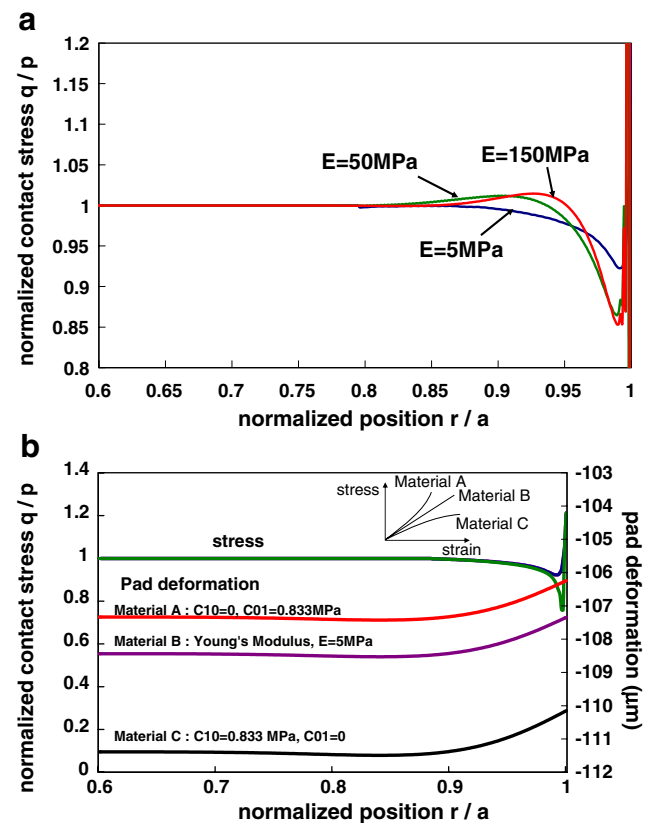 a
normalized contact stress q / p
1.2
1.15
1.1
1.05
1
0.95
0.9
0.85
0.8
E=50MPa
E=150MPa
E=5MPa
0.6
0.65
0.7
0.75
0.8
0.85
0.9
0.95
1
normalized position r / a
b
normalized contact stress q / p
1.4
1.2
1
0.8
0.6
0.4
0.2
0
stress
Material A
Material B
Material C
strain
stress
Pad deformation
Material A : C10=0, C01=0.833MPa
Material B : Young's Modulus, E=5MPa
Material C : C10=0.833 MPa, C01=0
-103
-104
-105
-106
-107
-108
-109
-110
-111
-112
pad deformation (μm)
0.6
0.7
0.8
0.9
1
normalized position r / a